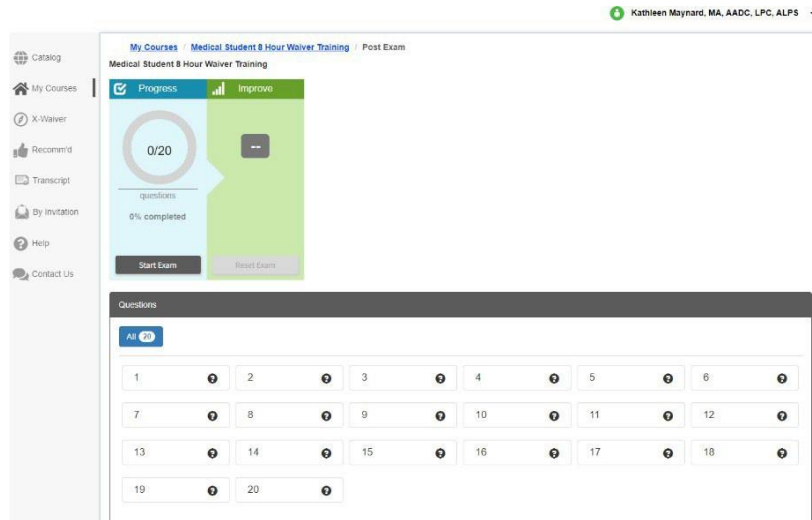 Kathleen Maynard, MA, AADC, LPC, ALPS
Catalog
My Courses
X-Waiver
Recomm'd
Transcript
By Invitation
Help
Contact Us
My Courses / Medical Student 8 Hour Waiver Training / Post Exam
Medical Student 8 Hour Waiver Training
Progress
Improve
0/20
--
questions
0% completed
Start Exam
Reset Exam
Questions
All 20
1 2 3 4 5 6
7 8 9 10 11 12
13 14 15 16 17 18
19 20